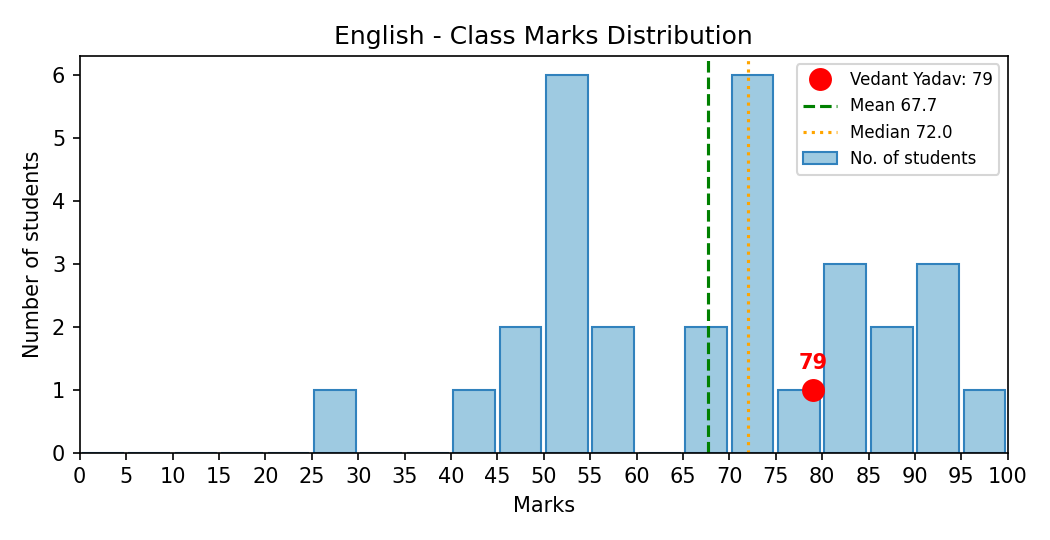 English - Class Marks Distribution
Number of students
6
5
4
3
2
1
0
Vedant Yadav: 79
Mean 67.7
Median 72.0
No. of students
79
0 5 10 15 20 25 30 35 40 45 50 55 60 65 70 75 80 85 90 95 100
Marks